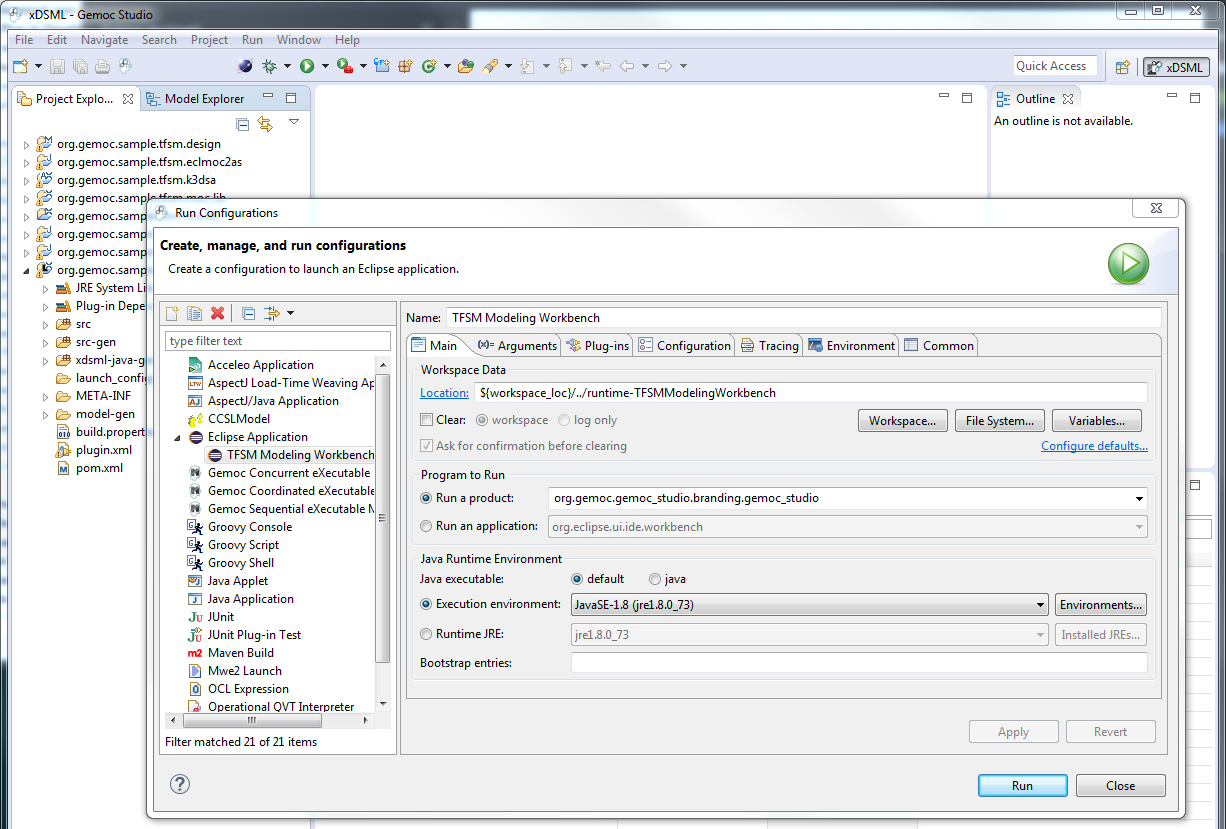 xDSML - Gemoc Studio
File Edit Navigate Search Project Run Window Help
Quick Access
xDSML
Project Explo...
Model Explorer
Outline
An outline is not available.
org.gemoc.sample.tfsm.design
org.gemoc.sample.tfsm.eclmoc2as
org.gemoc.sample.tfsm.k3dsa
org.gemoc.sample.tfsm.moc.lib
org.gemoc.samp
org.gemoc.samp
org.gemoc.samp
org.gemoc.samp
JRE System Li
Plug-in Depe
src
src-gen
xdsml-java-g
launch_config
META-INF
model-gen
build.propert
plugin.xml
pom.xml
Run Configurations
Create, manage, and run configurations
Create a configuration to launch an Eclipse application.
type filter text
Acceleo Application
AspectJ Load-Time Weaving Ap
AspectJ/Java Application
CCSLModel
Eclipse Application
TFSM Modeling Workbench
Gemoc Concurrent eXecutable
Gemoc Coordinated eXecutable
Gemoc Sequential eXecutable M
Groovy Console
Groovy Script
Groovy Shell
Java Applet
Java Application
JUnit
JUnit Plug-in Test
Maven Build
Mwe2 Launch
OCL Expression
Operational QVT Interpreter
Filter matched 21 of 21 items
Name: TFSM Modeling Workbench
Main (x)= Arguments Plug-ins Configuration Tracing Environment Common
Workspace Data
Location: ${workspace_loc}/../runtime-TFSMModelingWorkbench
Clear: workspace log only Workspace... File System... Variables...
Ask for confirmation before clearing Configure defaults...
Program to Run
Run a product: org.gemoc.gemoc_studio.branding.gemoc_studio
Run an application: org.eclipse.ui.ide.workbench
Java Runtime Environment
Java executable: default java
Execution environment: JavaSE-1.8 (jre1.8.0_73) Environments...
Runtime JRE: jre1.8.0_73 Installed JREs...
Bootstrap entries:
Apply Revert
Run Close